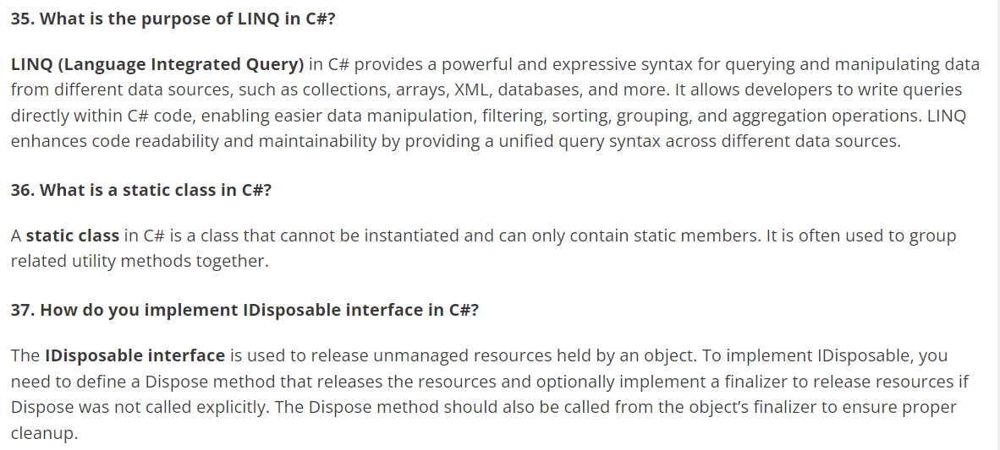 35. What is the purpose of LINQ in C#?
LINQ (Language Integrated Query) in C# provides a powerful and expressive syntax for querying and manipulating data
from different data sources, such as collections, arrays, XML, databases, and more. It allows developers to write queries
directly within C# code, enabling easier data manipulation, filtering, sorting, grouping, and aggregation operations. LINQ
enhances code readability and maintainability by providing a unified query syntax across different data sources.
36. What is a static class in C#?
A static class in C# is a class that cannot be instantiated and can only contain static members. It is often used to group
related utility methods together.
37. How do you implement IDisposable interface in C#?
The IDisposable interface is used to release unmanaged resources held by an object. To implement IDisposable, you
need to define a Dispose method that releases the resources and optionally implement a finalizer to release resources if
Dispose was not called explicitly. The Dispose method should also be called from the object’s finalizer to ensure proper
cleanup.